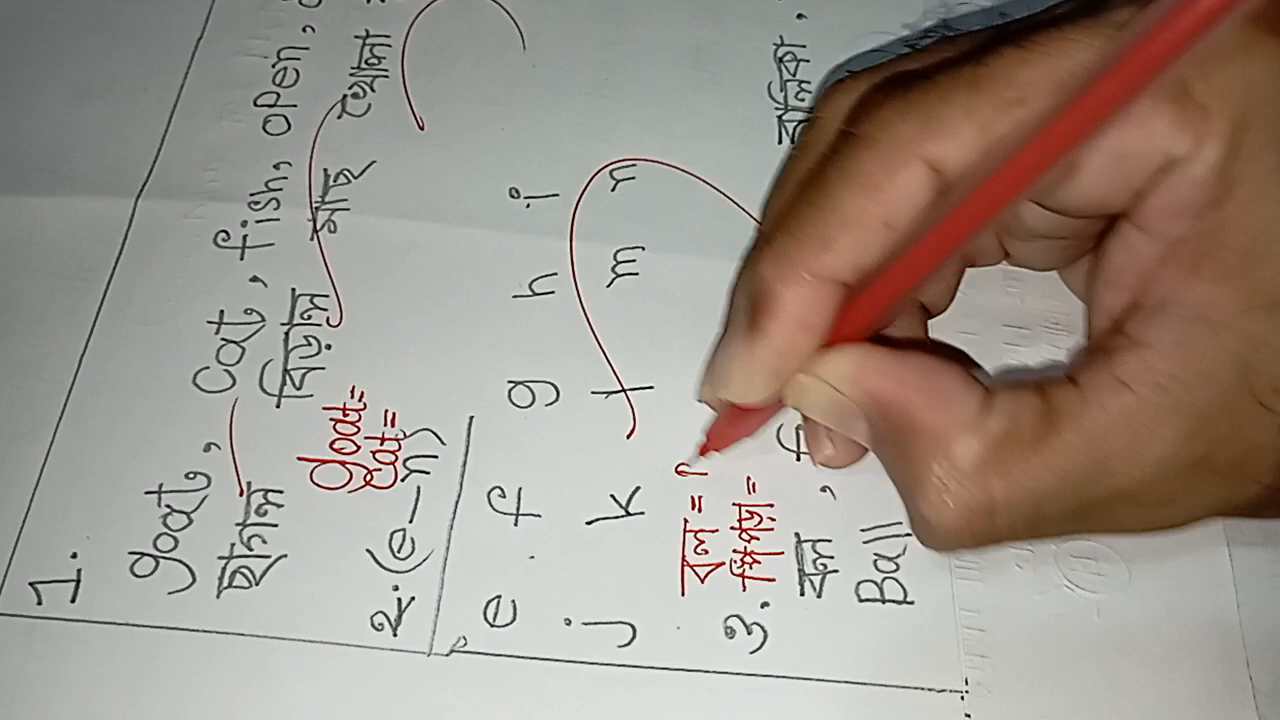 1.
goat, Cat, fish, open,
ছাগল বিড়াল মাছ খোলা
goat=
Cat=
2. (e-n)
e . f g h i
j k l m n
বল =
পিঁপড়া =
3.
বল , বালিকা ,
Ball